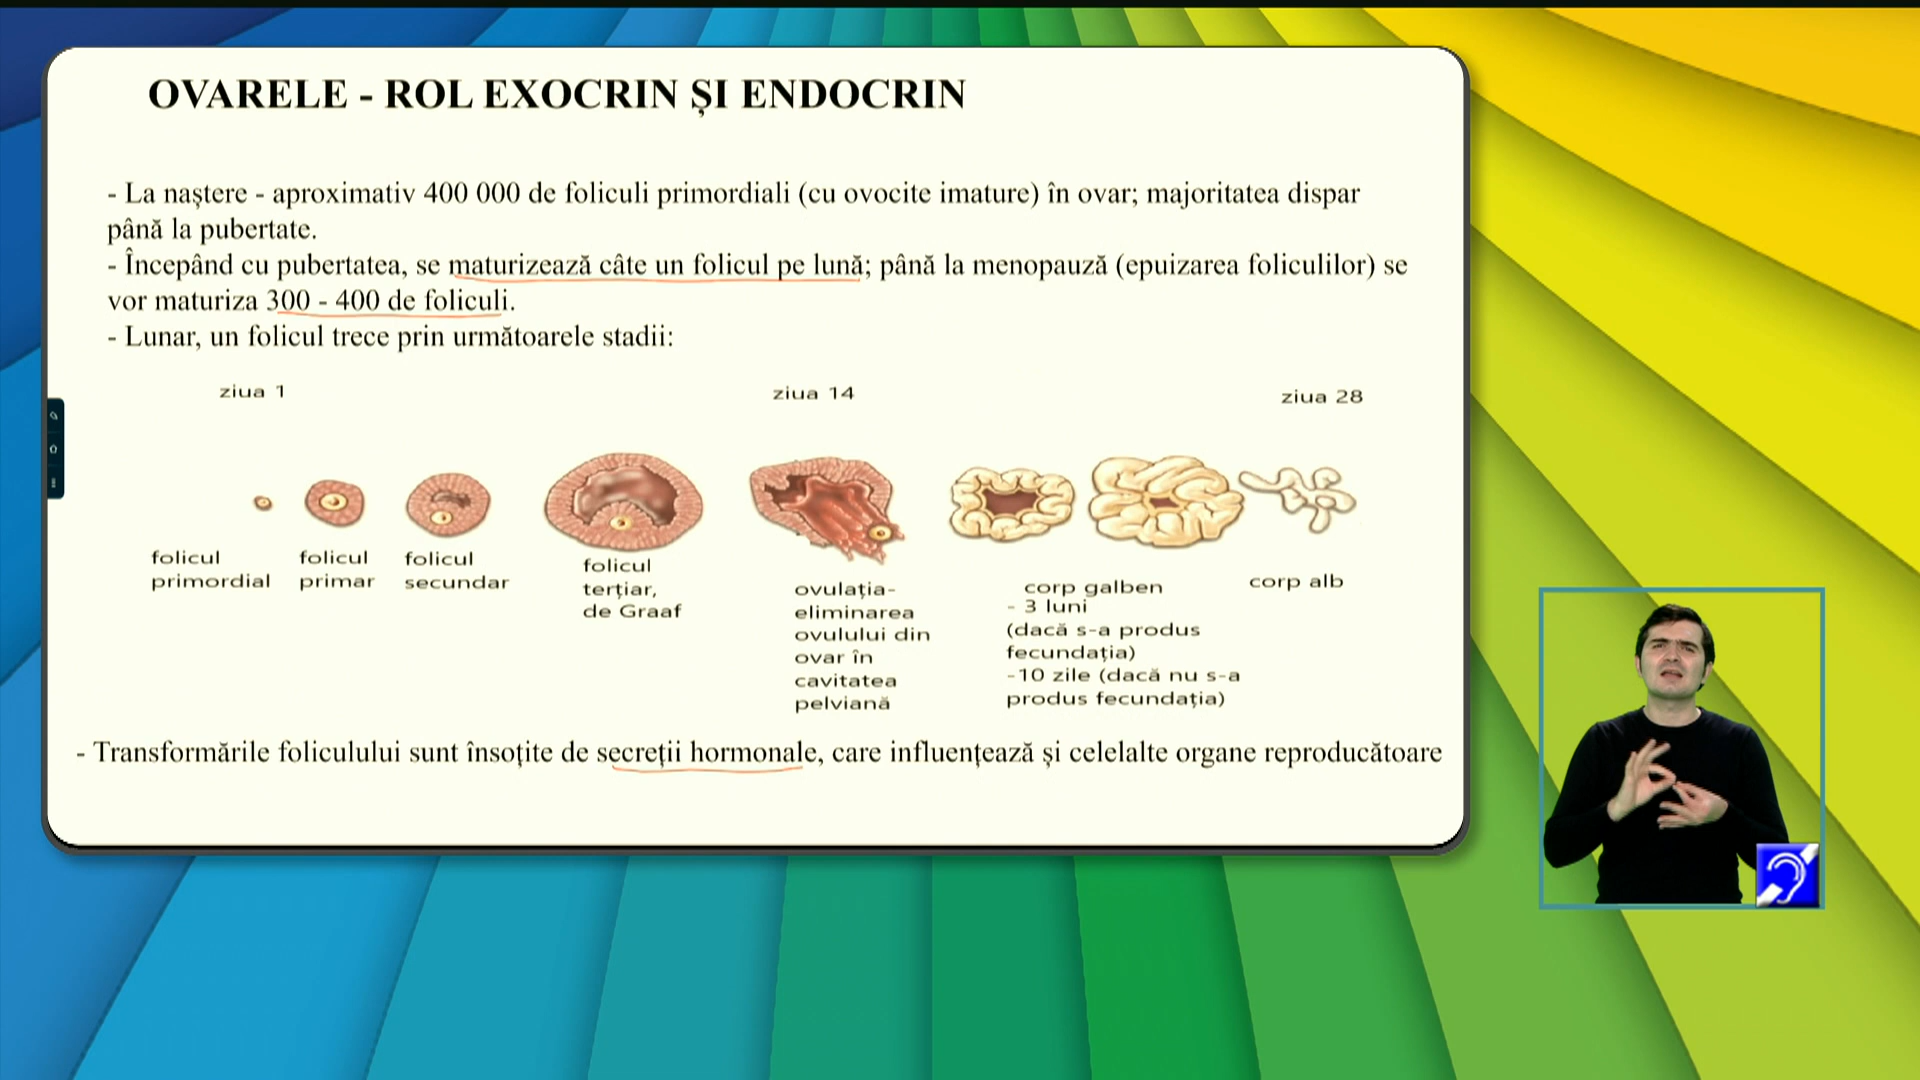 OVARELE - ROL EXOCRIN ȘI ENDOCRIN
- La naștere - aproximativ 400 000 de foliculi primordiali (cu ovocite imature) în ovar; majoritatea dispar
până la pubertate.
- Începând cu pubertatea, se maturizează câte un folicul pe lună; până la menopauză (epuizarea foliculilor) se
vor maturiza 300 - 400 de foliculi.
- Lunar, un folicul trece prin următoarele stadii:
ziua 1
ziua 14
ziua 28
folicul
primordial
folicul
primar
folicul
secundar
folicul
terțiar,
de Graaf
ovulația-
eliminarea
ovulului din
ovar în
cavitatea
pelviană
corp galben
- 3 luni
(dacă s-a produs
fecundația)
-10 zile (dacă nu s-a
produs fecundația)
corp alb
- Transformările foliculului sunt însoțite de secreții hormonale, care influențează și celelalte organe reproducătoare